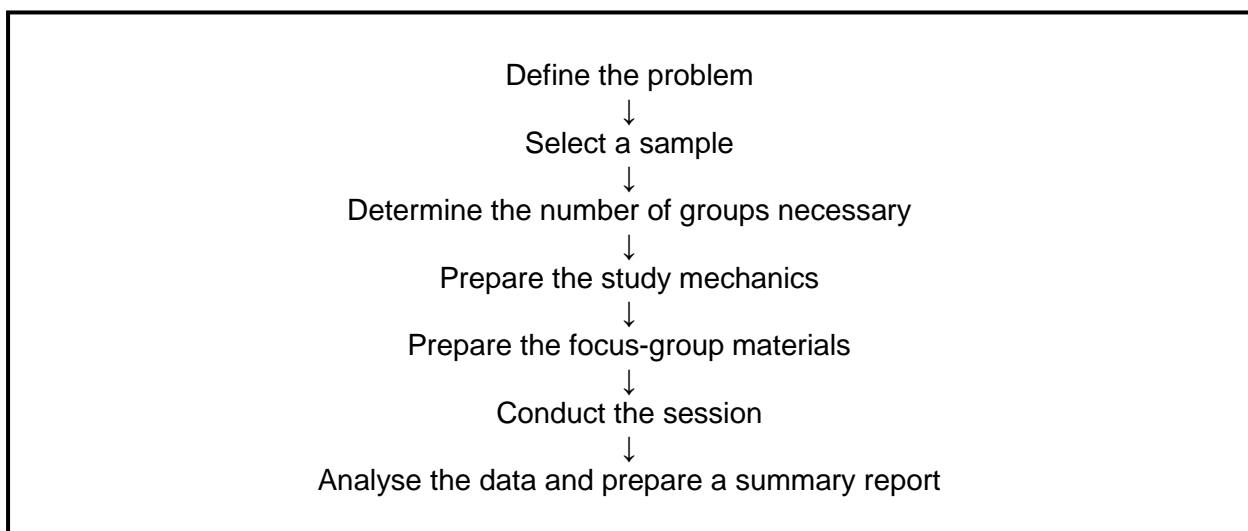 Define the problem
↓
Select a sample
↓
Determine the number of groups necessary
↓
Prepare the study mechanics
↓
Prepare the focus-group materials
↓
Conduct the session
↓
Analyse the data and prepare a summary report